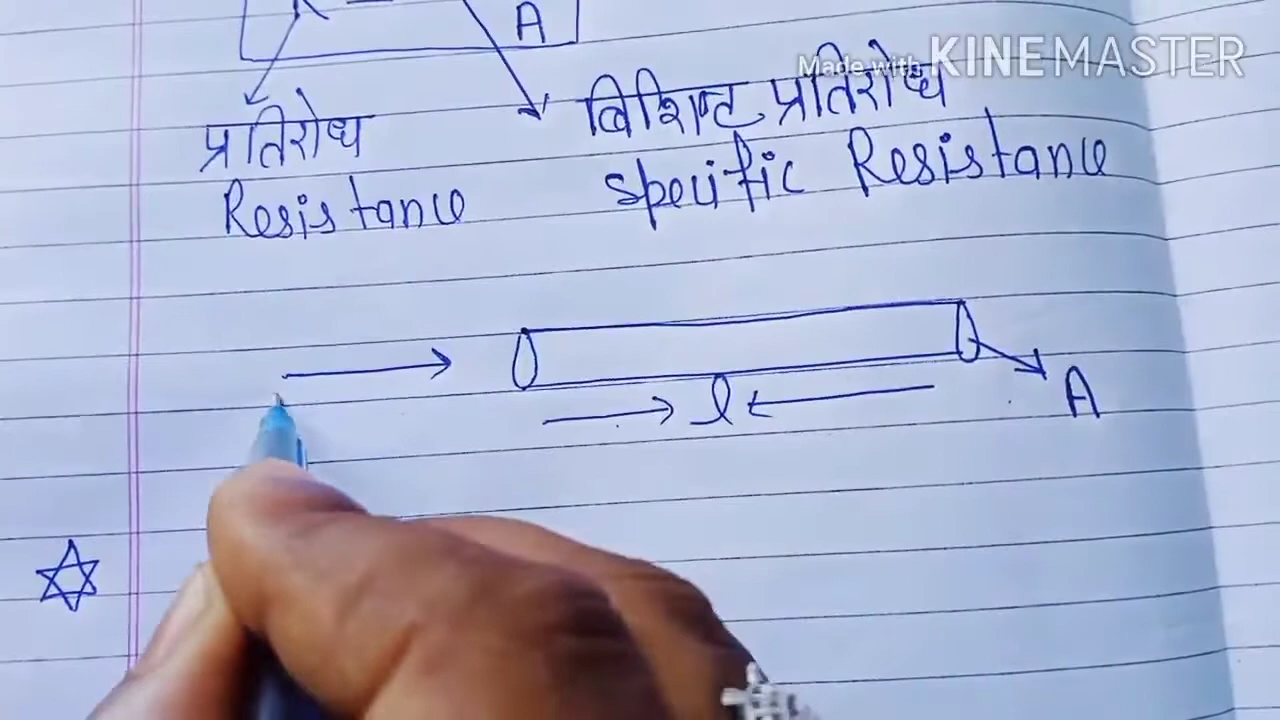 A
Made with KINEMASTER
प्रतिरोध
विशिष्ट प्रतिरोध
Resistance
Specific Resistance
l
A